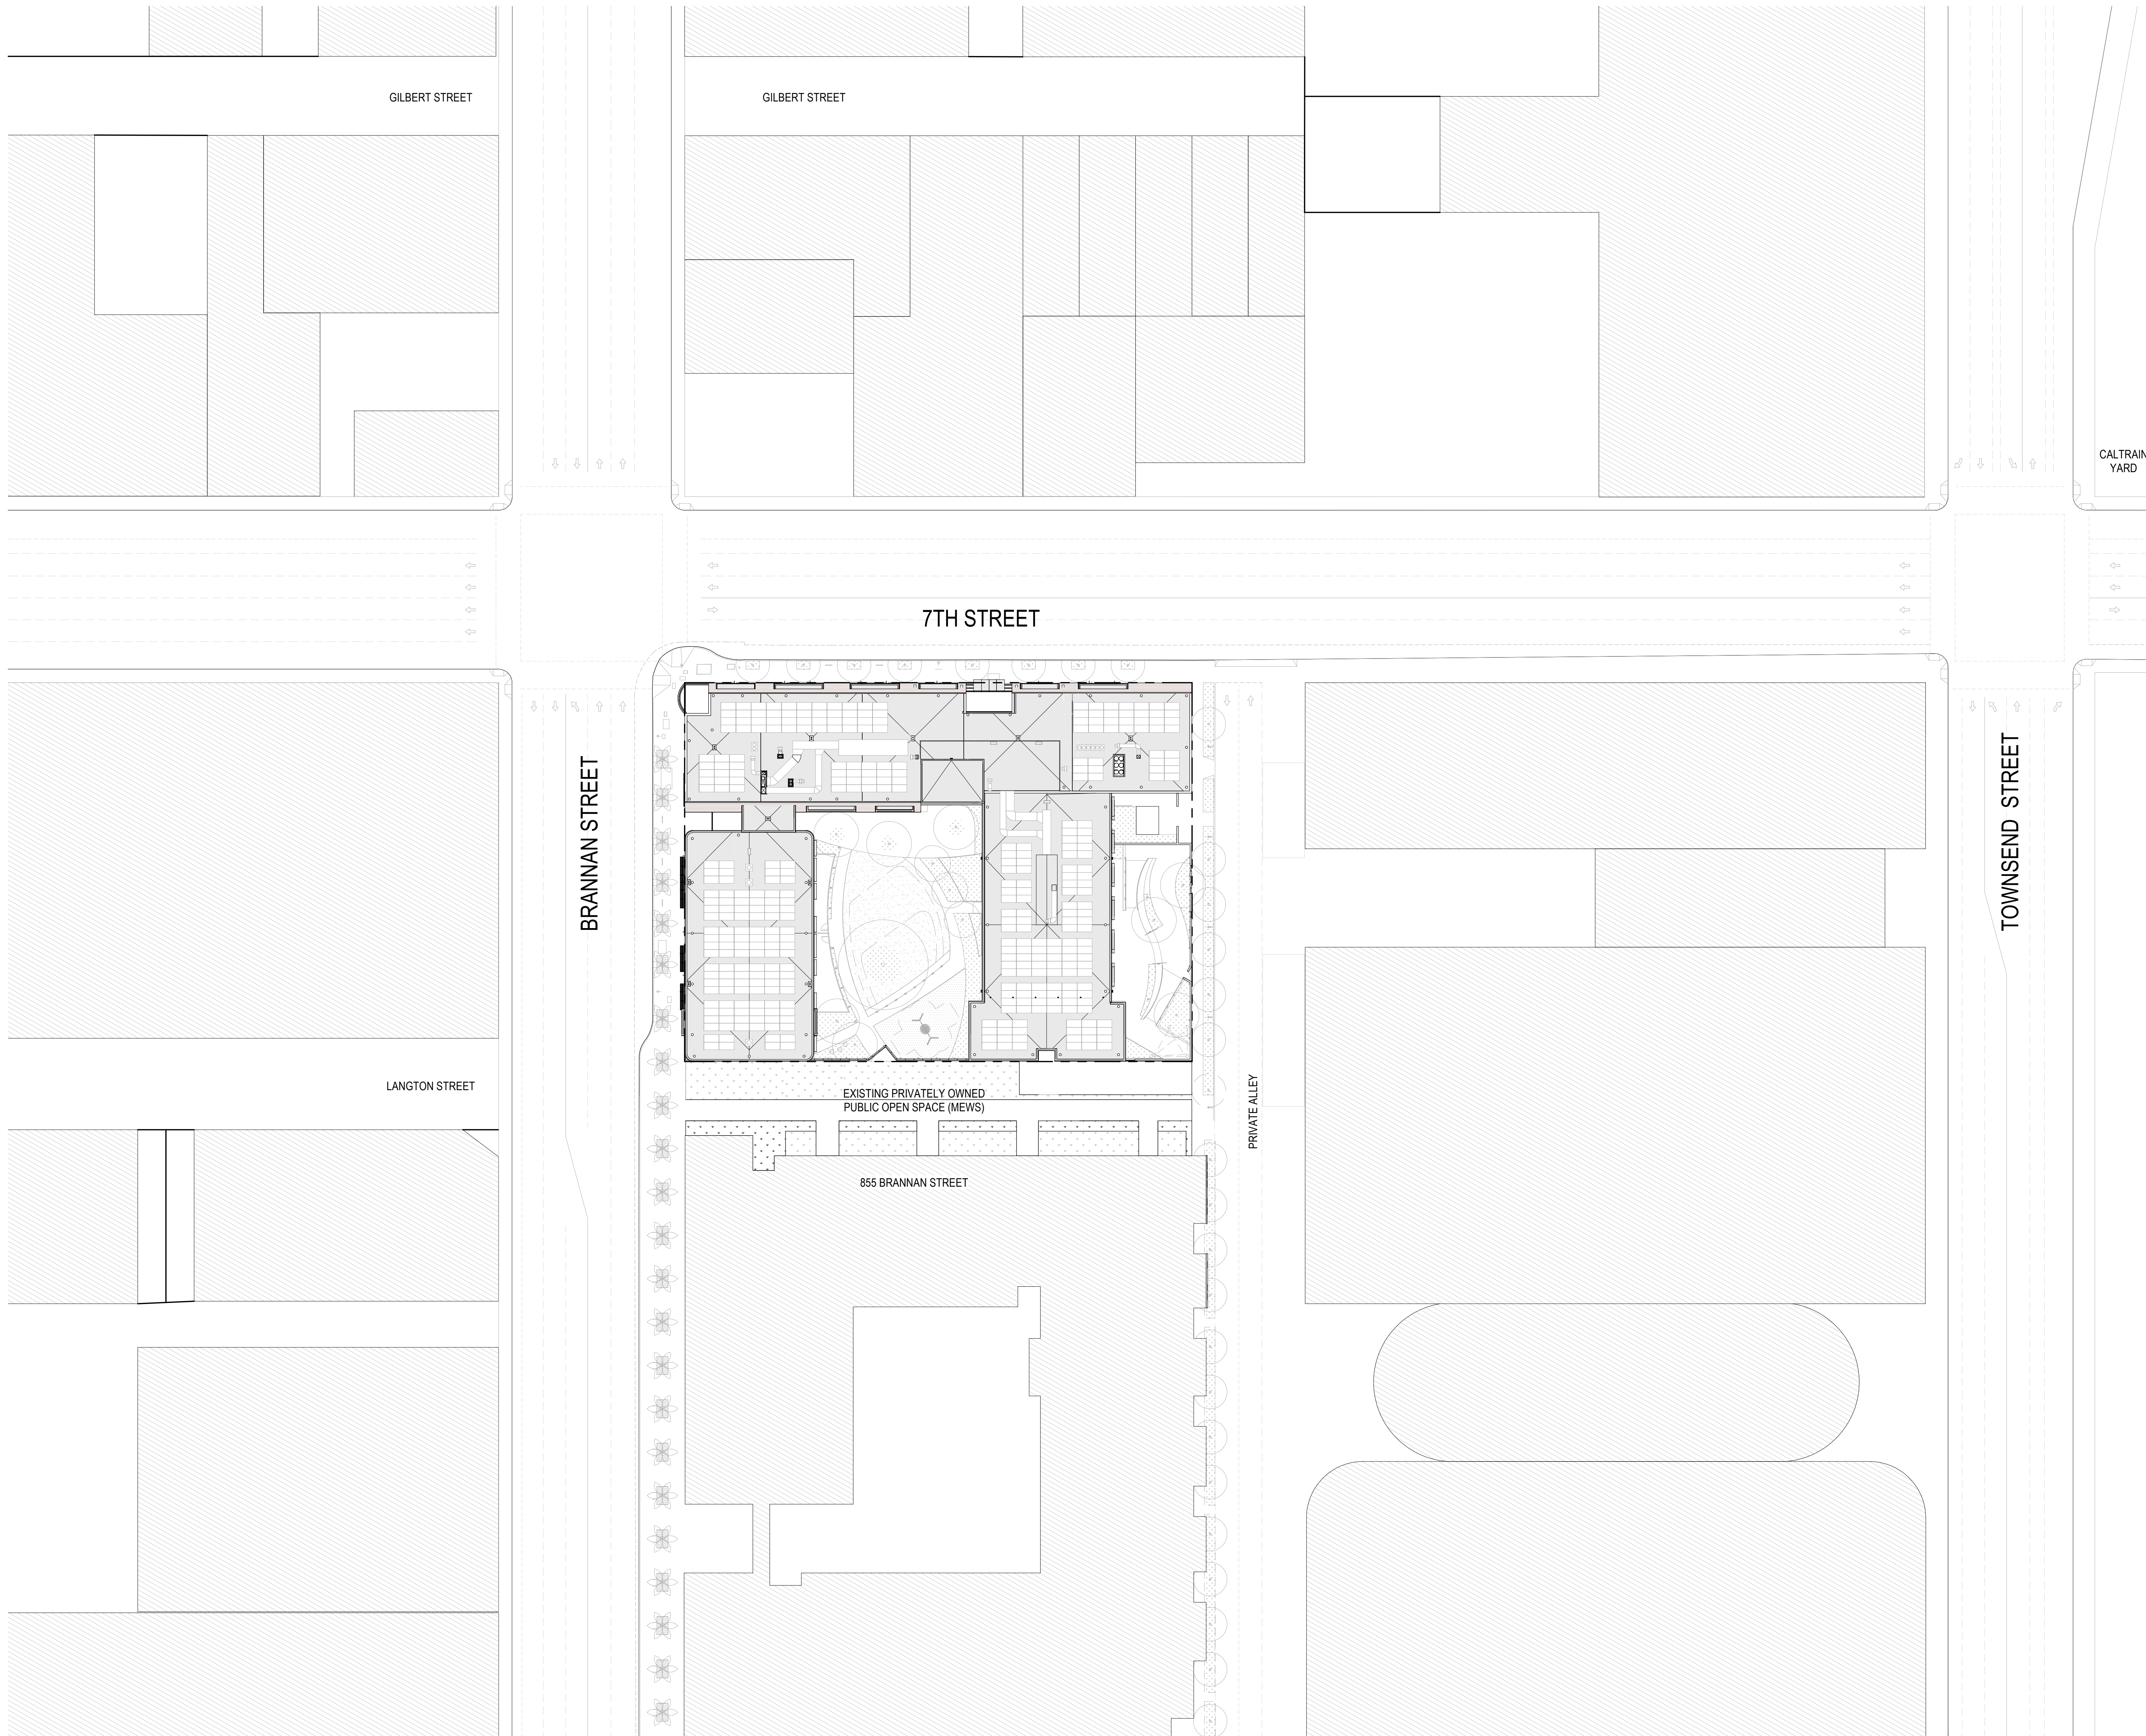 GILBERT STREET
GILBERT STREET
CALTRAIN
YARD
7TH STREET
BRANNAN STREET
TOWNSEND STREET
LANGTON STREET
EXISTING PRIVATELY OWNED
PUBLIC OPEN SPACE (MEWS)
PRIVATE ALLEY
855 BRANNAN STREET